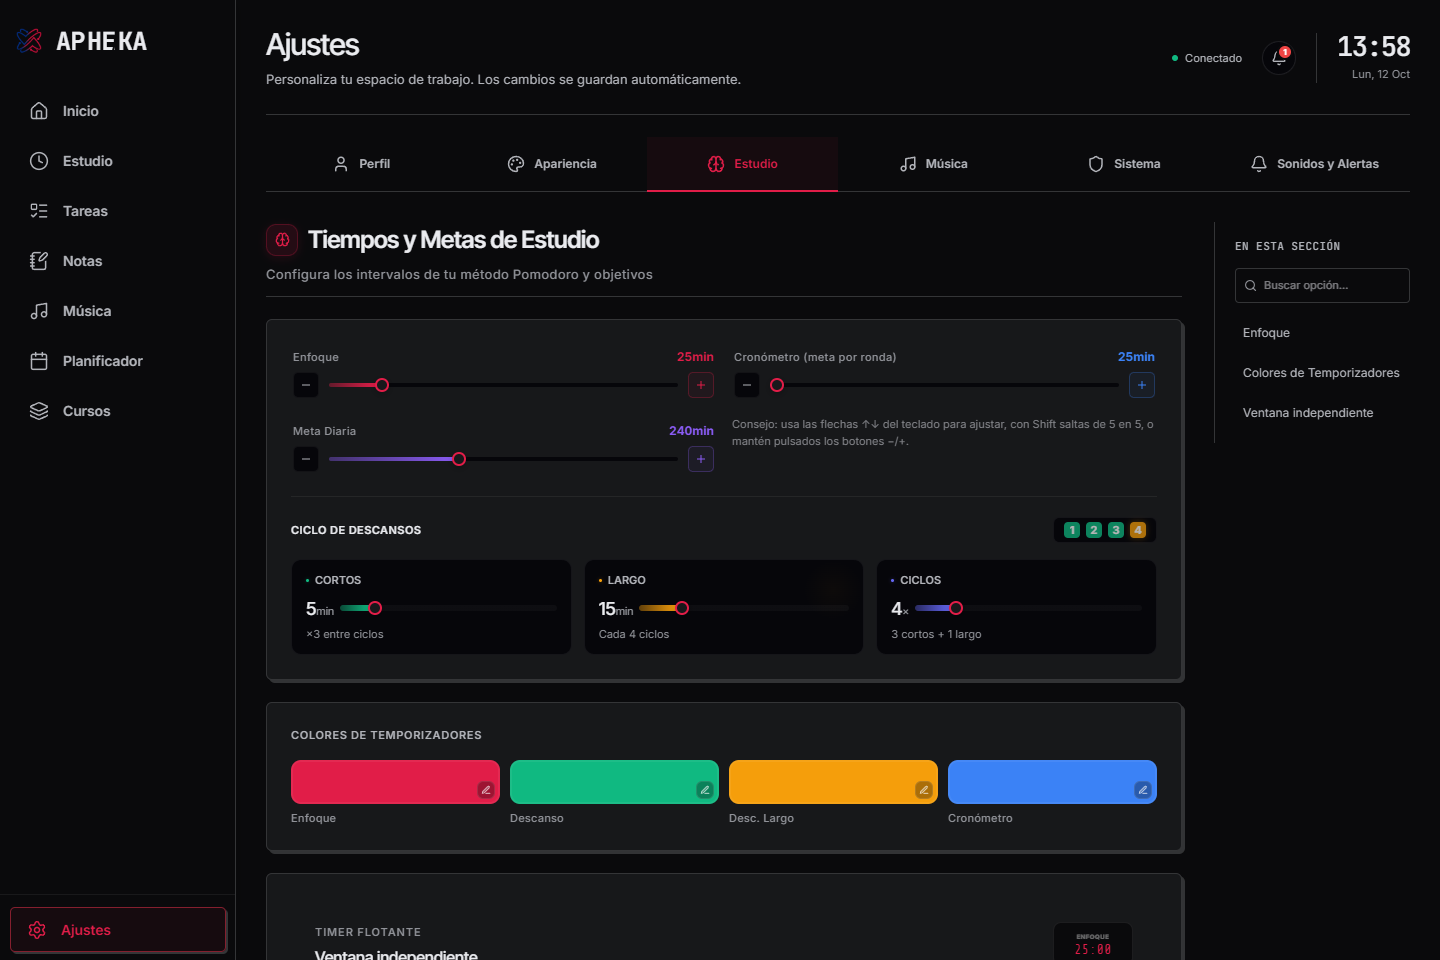 APHEKA
Inicio
Estudio
Tareas
Notas
Música
Planificador
Cursos
Ajustes
Ajustes
Personaliza tu espacio de trabajo. Los cambios se guardan automáticamente.
Conectado
1
13:58
Lun, 12 Oct
Perfil
Apariencia
Estudio
Música
Sistema
Sonidos y Alertas
Tiempos y Metas de Estudio
Configura los intervalos de tu método Pomodoro y objetivos
Enfoque
25min
− +
Cronómetro (meta por ronda)
25min
− +
Meta Diaria
240min
− +
Consejo: usa las flechas ↑↓ del teclado para ajustar, con Shift saltas de 5 en 5, o
mantén pulsados los botones −/+.
CICLO DE DESCANSOS
1 2 3 4
CORTOS
5min
×3 entre ciclos
LARGO
15min
Cada 4 ciclos
CICLOS
4×
3 cortos + 1 largo
COLORES DE TEMPORIZADORES
Enfoque
Descanso
Desc. Largo
Cronómetro
TIMER FLOTANTE
Ventana independiente
ENFOQUE
25:00
EN ESTA SECCIÓN
Buscar opción...
Enfoque
Colores de Temporizadores
Ventana independiente